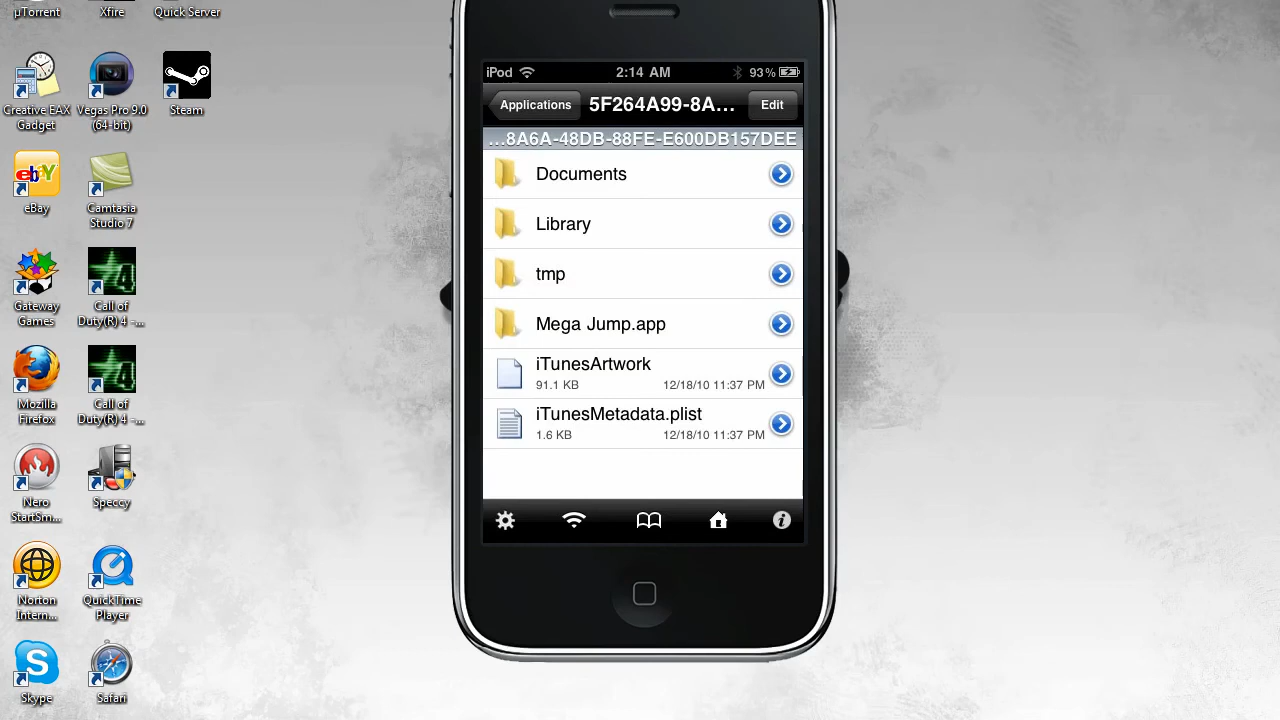 µTorrent
Xfire
Quick Server
Creative EAX
Gadget
Vegas Pro 9.0
(64-bit)
Steam
eBay
Camtasia
Studio 7
Gateway
Games
Call of
Duty(R) 4 -...
Mozilla
Firefox
Call of
Duty(R) 4 -...
Nero
StartSm...
Speccy
Norton
Intern...
QuickTime
Player
Skype
Safari
iPod
2:14 AM
93%
Applications
5F264A99-8A...
Edit
...8A6A-48DB-88FE-E600DB157DEE
Documents
Library
tmp
Mega Jump.app
iTunesArtwork
91.1 KB
12/18/10 11:37 PM
iTunesMetadata.plist
1.6 KB
12/18/10 11:37 PM